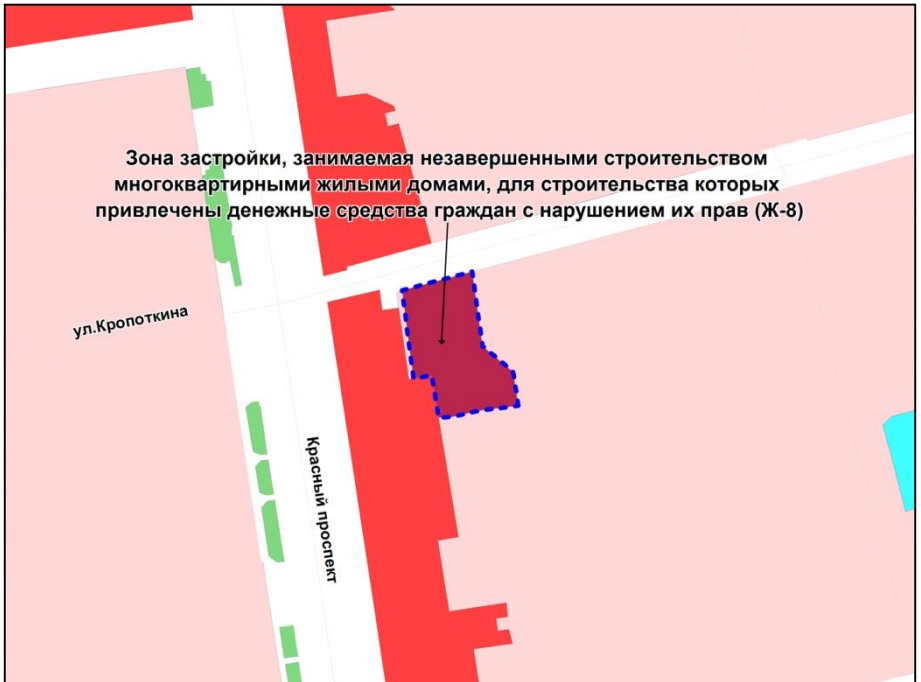 Зона застройки, занимаемая незавершенными строительством
многоквартирными жилыми домами, для строительства которых
привлечены денежные средства граждан с нарушением их прав (Ж-8)
ул.Кропоткина
Красный проспект